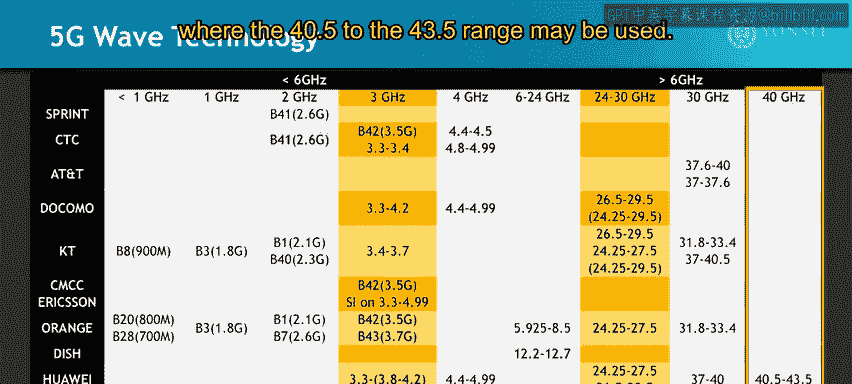 5G Wave Technology
where the 40.5 to the 43.5 range may be used.
< 6GHz > 6GHz
< 1 GHz 1 GHz 2 GHz 3 GHz 4 GHz 6-24 GHz 24-30 GHz 30 GHz 40 GHz
SPRINT B41(2.6G)
CTC B41(2.6G) B42(3.5G) 4.4-4.5
3.3-3.4 4.8-4.99
AT&T 37.6-40
37-37.6
DOCOMO 3.3-4.2 4.4-4.99 26.5-29.5
(24.25-29.5)
KT B8(900M) B3(1.8G) B1(2.1G) 3.4-3.7 26.5-29.5 31.8-33.4
B40(2.3G) 24.25-27.5 37-40.5
(24.25-29.5)
CMCC B42(3.5G)
ERICSSON SI on 3.3-4.99
ORANGE B20(800M) B3(1.8G) B1(2.1G) B42(3.5G) 5.925-8.5 24.25-27.5 31.8-33.4
B28(700M) B7(2.6G) B43(3.7G)
DISH 12.2-12.7
HUAWEI 3.3-(3.8-4.2) 4.4-4.99 24.25-27.5 37-40 40.5-43.5